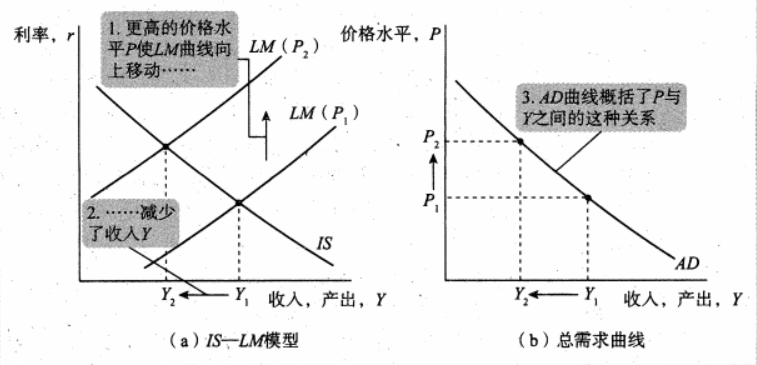 利率，r
1. 更高的价格水
平P使LM曲线向
上移动……
LM（P₂）
LM（P₁）
2. ……减少
了收入Y
IS
Y₂
Y₁
收入，产出，Y
（a）IS—LM模型
价格水平，P
3. AD曲线概括了P与
Y之间的这种关系
P₂
P₁
AD
Y₂
Y₁
收入，产出，Y
（b）总需求曲线